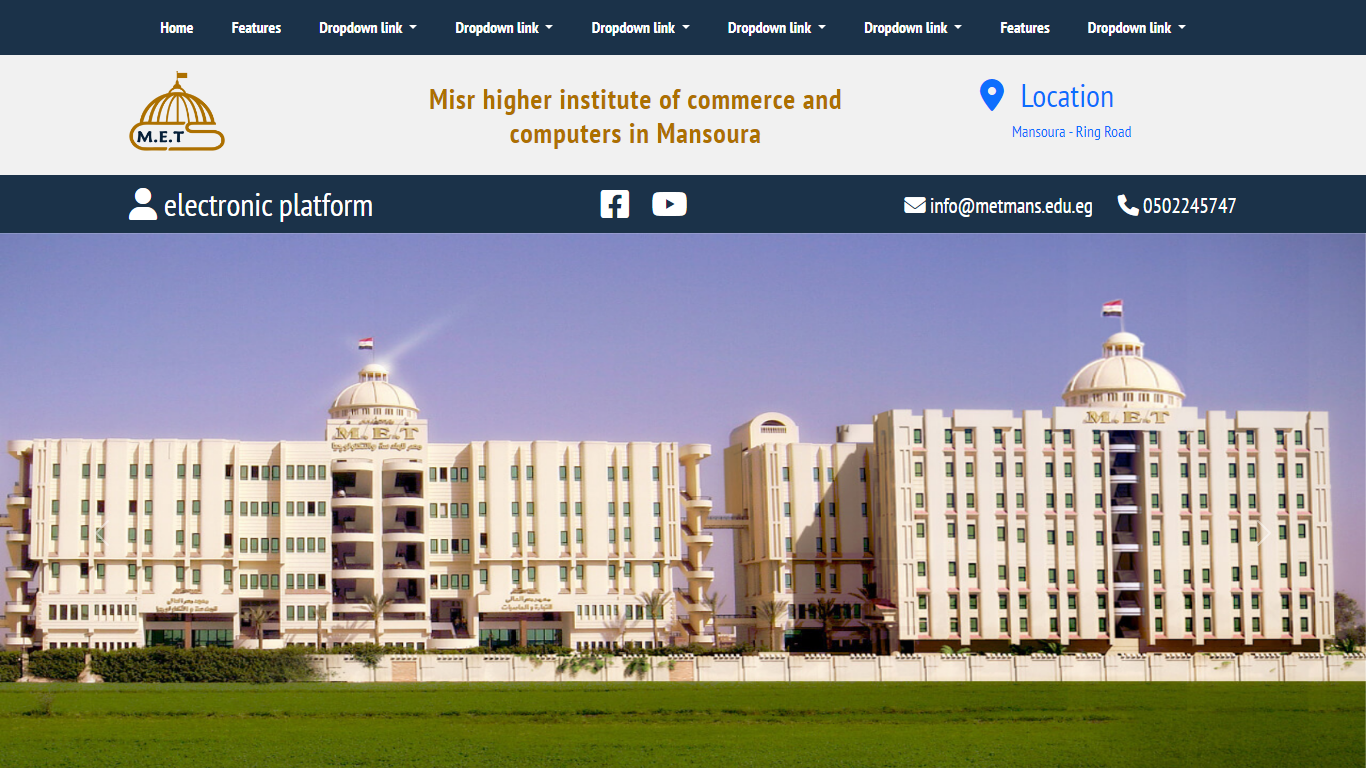 Home Features Dropdown link Dropdown link Dropdown link Dropdown link Dropdown link Features Dropdown link
M.E.T
Misr higher institute of commerce and
computers in Mansoura
Location
Mansoura - Ring Road
electronic platform
info@metmans.edu.eg 0502245747
M.E.T
M.E.T